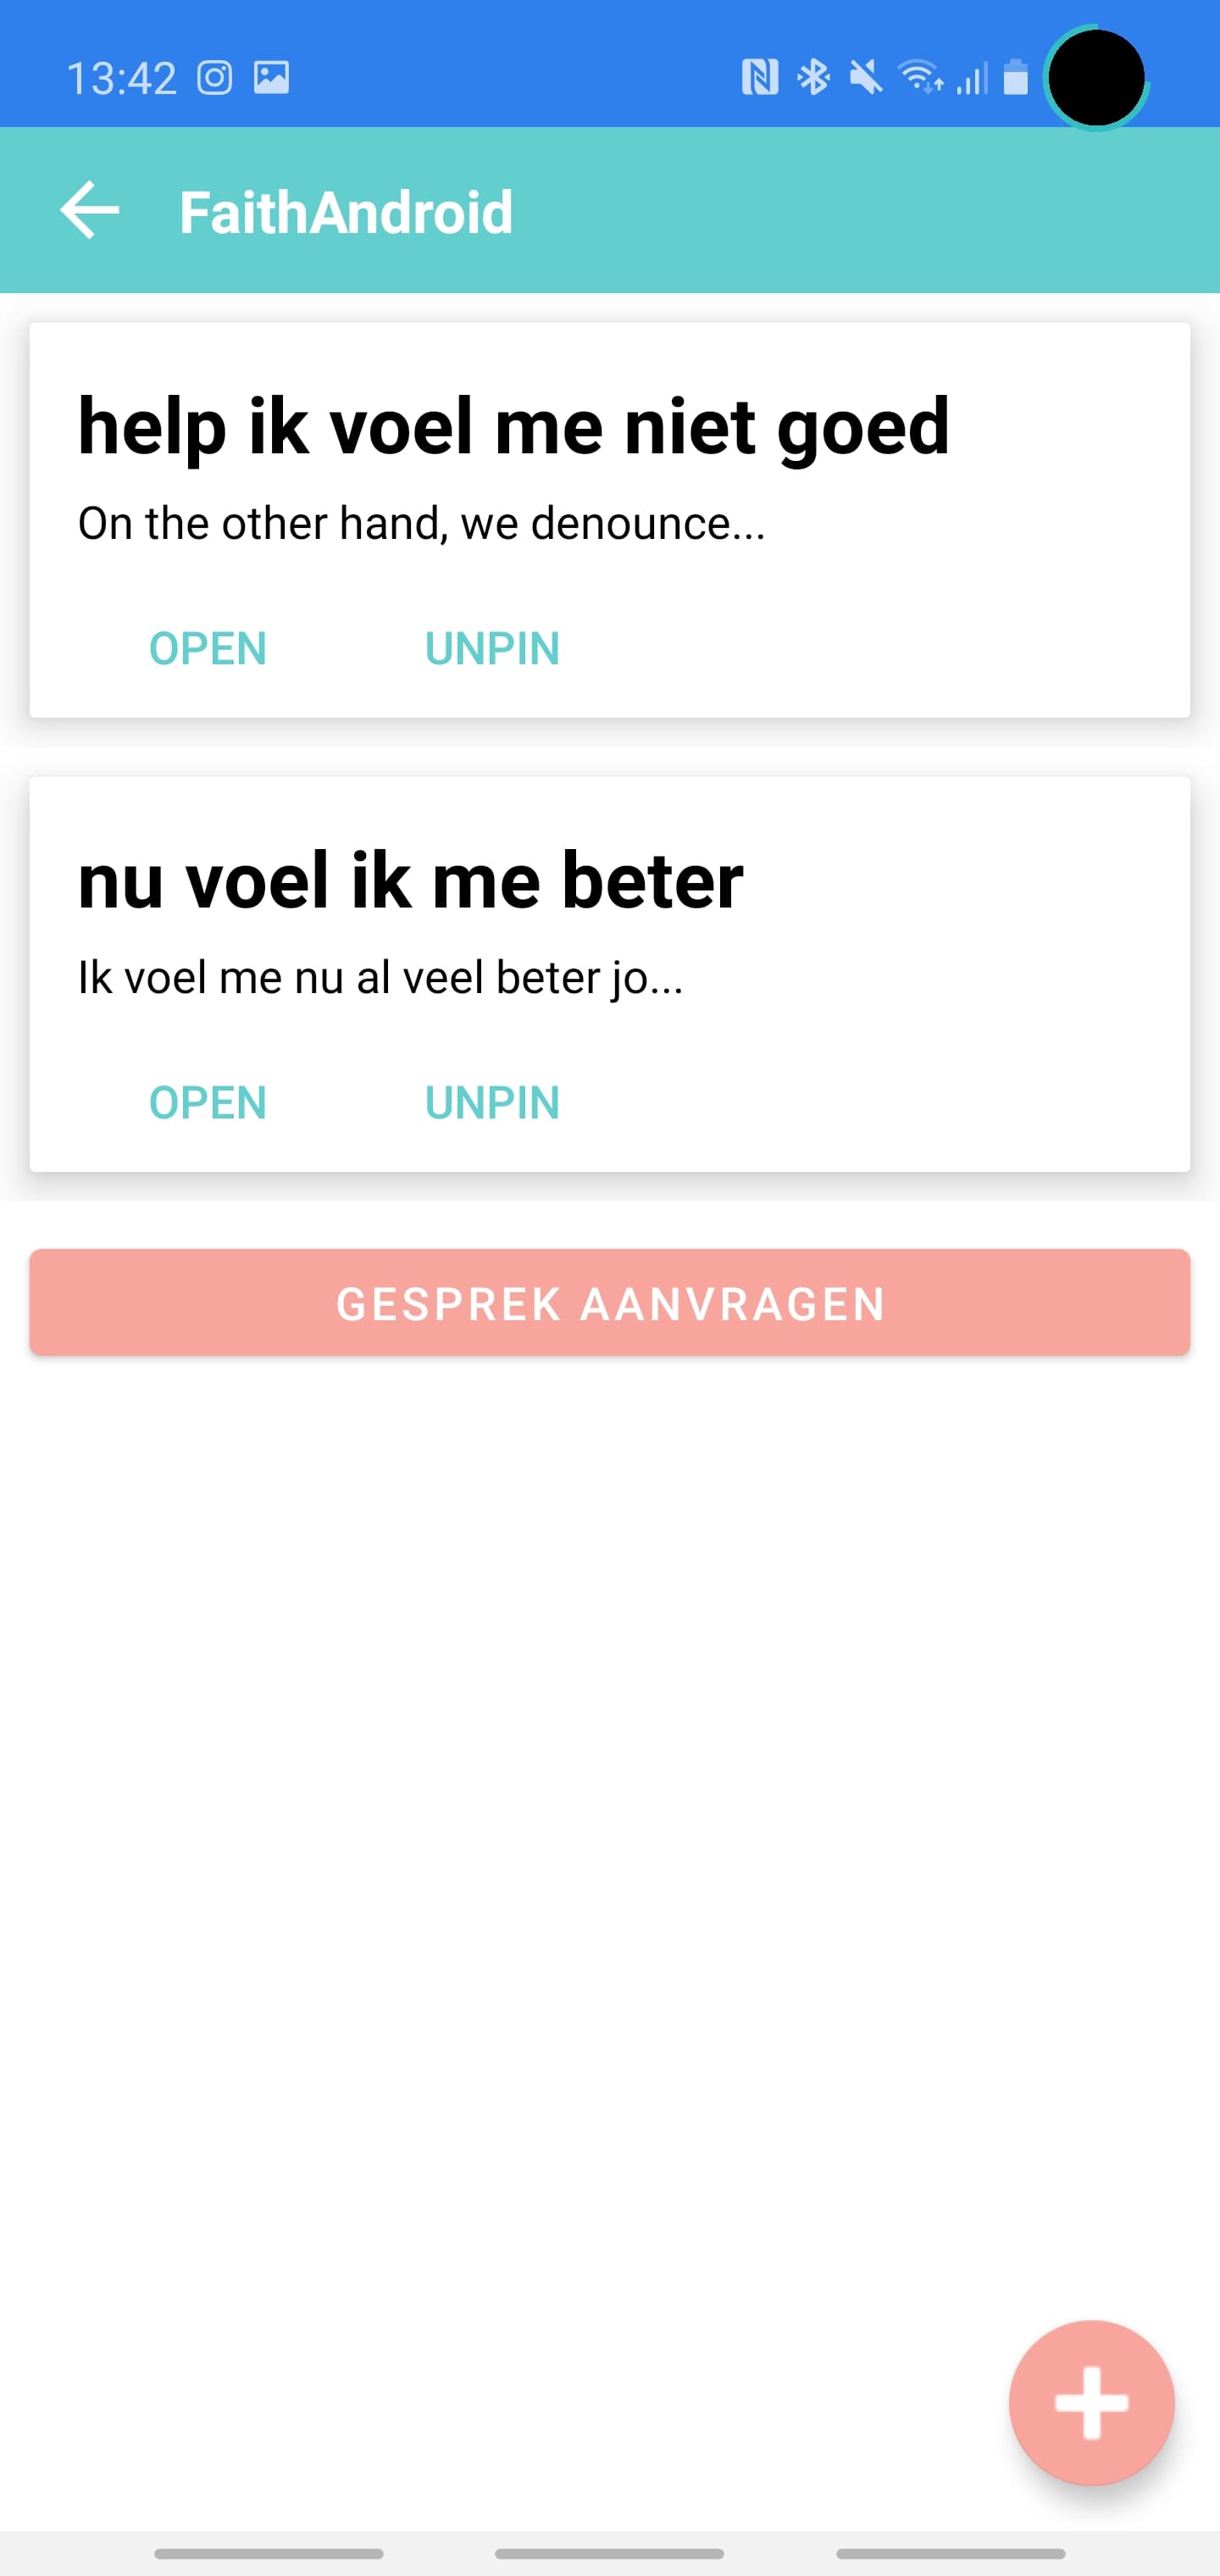 13:42
FaithAndroid
help ik voel me niet goed
On the other hand, we denounce...
OPEN UNPIN
nu voel ik me beter
Ik voel me nu al veel beter jo...
OPEN UNPIN
GESPREK AANVRAGEN